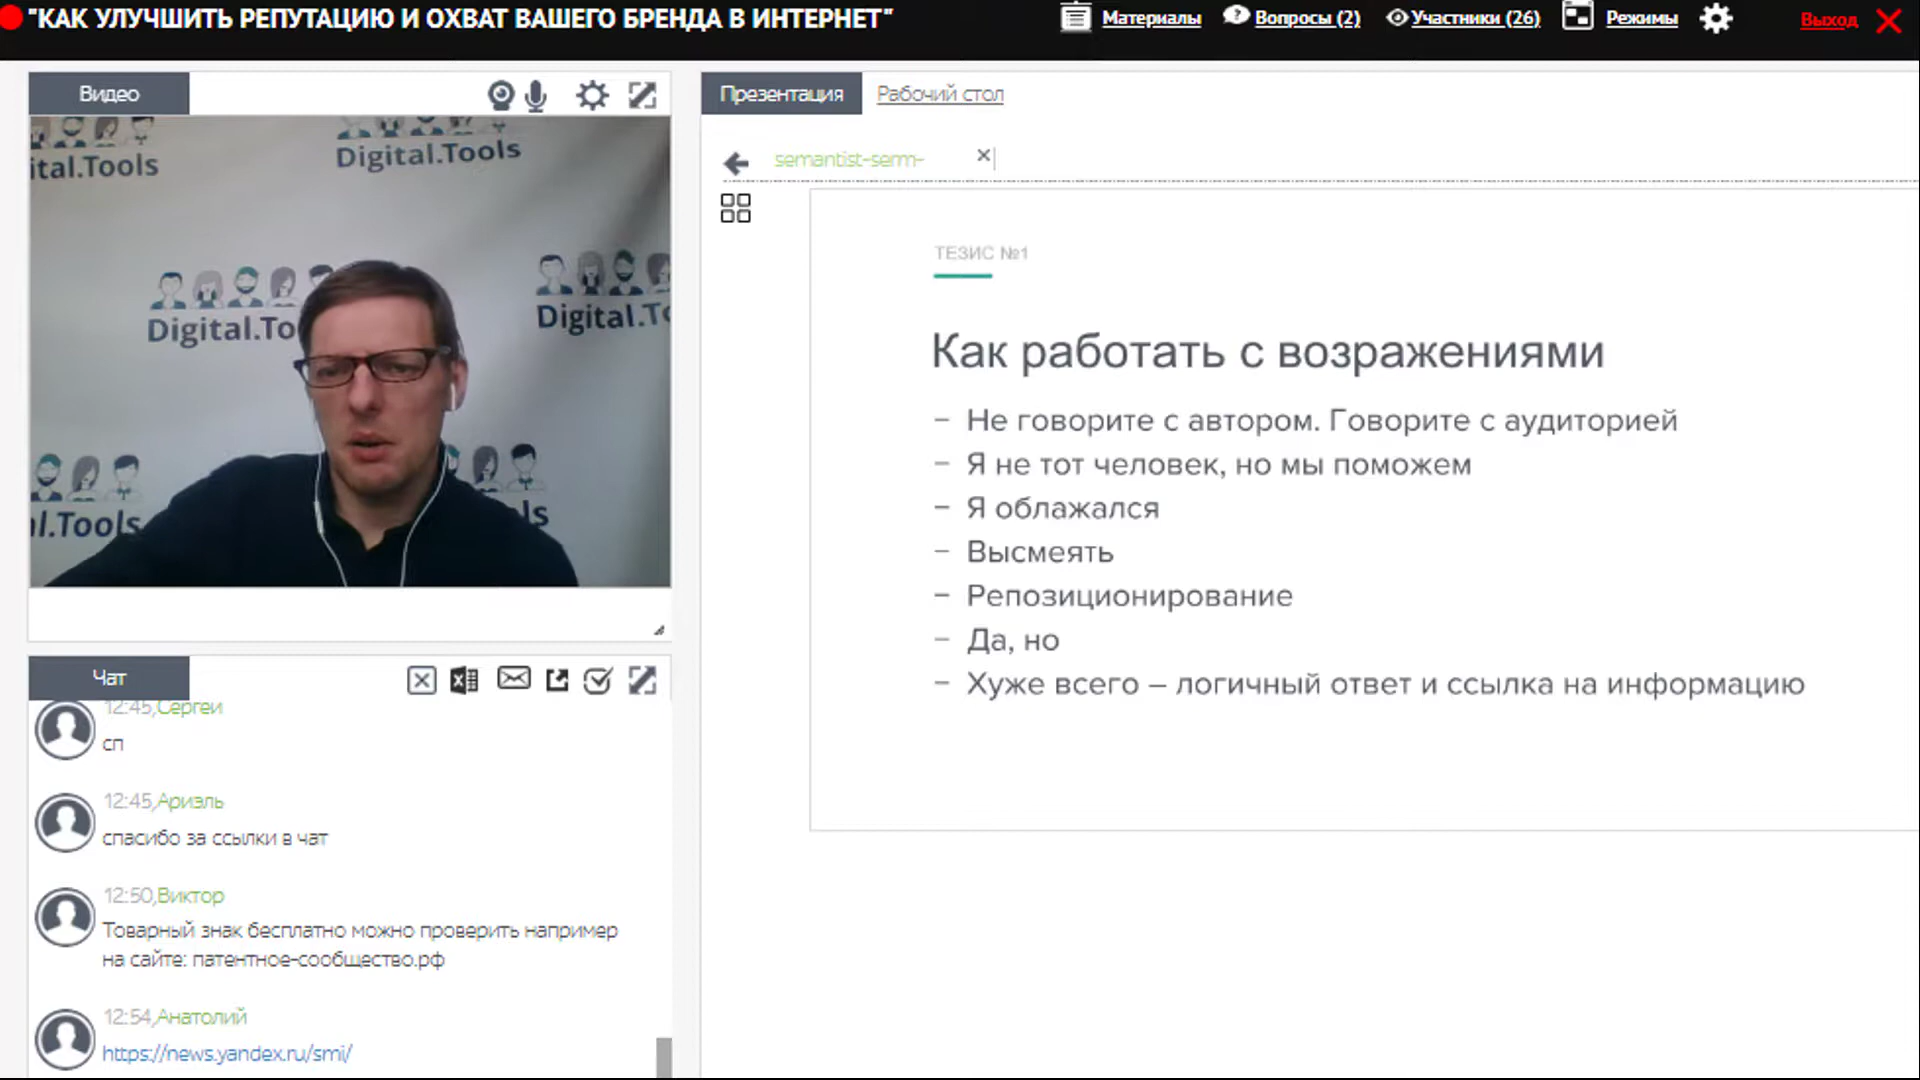 "КАК УЛУЧШИТЬ РЕПУТАЦИЮ И ОХВАТ ВАШЕГО БРЕНДА В ИНТЕРНЕТ"
Материалы
Вопросы (2)
Участники (26)
Режимы
Выход
Видео
ital.Tools
Digital.Tools
Digital.To
Digital.To
l.Tools
ls
Презентация
Рабочий стол
semantist-serm-
ТЕЗИС №1
Как работать с возражениями
– Не говорите с автором. Говорите с аудиторией
– Я не тот человек, но мы поможем
– Я облажался
– Высмеять
– Репозиционирование
– Да, но
– Хуже всего – логичный ответ и ссылка на информацию
Чат
12:45,Сергей
сп
12:45,Ариэль
спасибо за ссылки в чат
12:50,Виктор
Товарный знак бесплатно можно проверить например
на сайте: патентное-сообщество.рф
12:54,Анатолий
https://news.yandex.ru/smi/